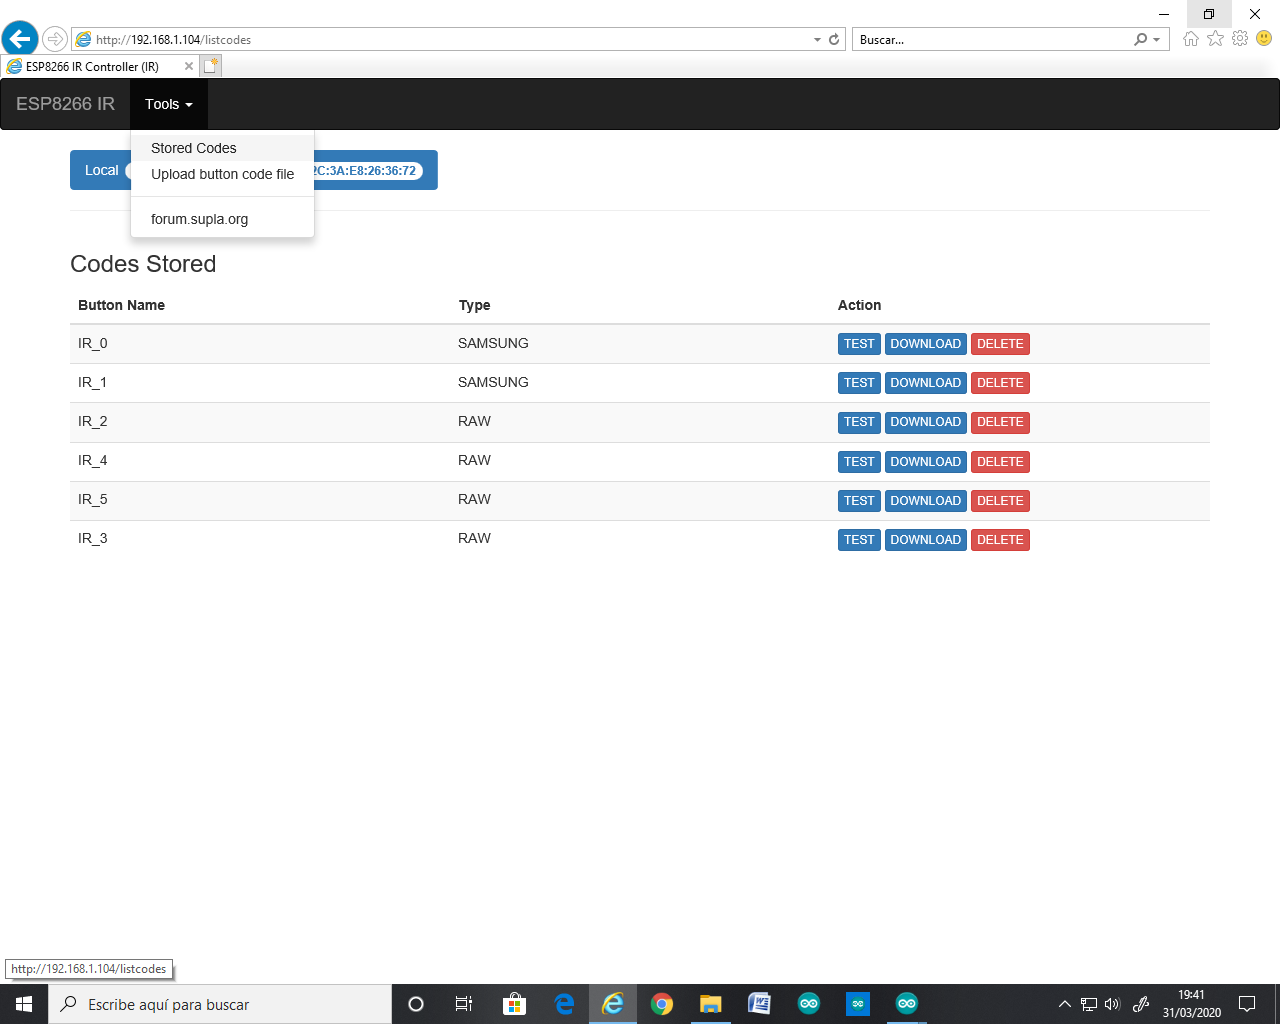 http://192.168.1.104/listcodes
Buscar...
ESP8266 IR Controller (IR)
ESP8266 IR
Tools
Stored Codes
Upload button code file
forum.supla.org
Local
2C:3A:E8:26:36:72
Codes Stored
Button Name Type Action
IR_0 SAMSUNG TEST DOWNLOAD DELETE
IR_1 SAMSUNG TEST DOWNLOAD DELETE
IR_2 RAW TEST DOWNLOAD DELETE
IR_4 RAW TEST DOWNLOAD DELETE
IR_5 RAW TEST DOWNLOAD DELETE
IR_3 RAW TEST DOWNLOAD DELETE
http://192.168.1.104/listcodes
Escribe aquí para buscar
19:41
31/03/2020